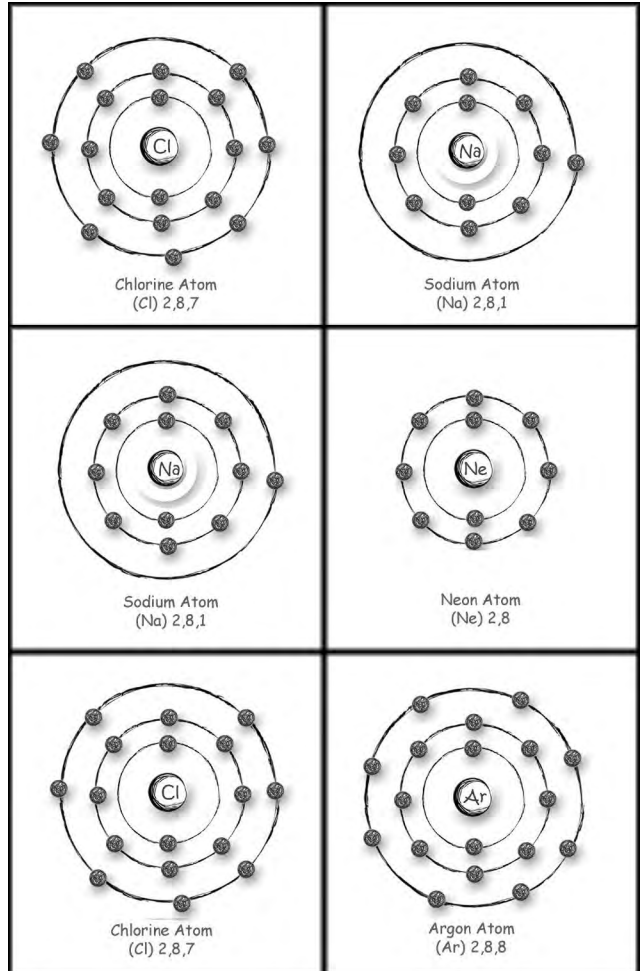 Cl
Chlorine Atom
(Cl) 2,8,7
Na
Sodium Atom
(Na) 2,8,1
Na
Sodium Atom
(Na) 2,8,1
Ne
Neon Atom
(Ne) 2,8
Cl
Chlorine Atom
(Cl) 2,8,7
Ar
Argon Atom
(Ar) 2,8,8